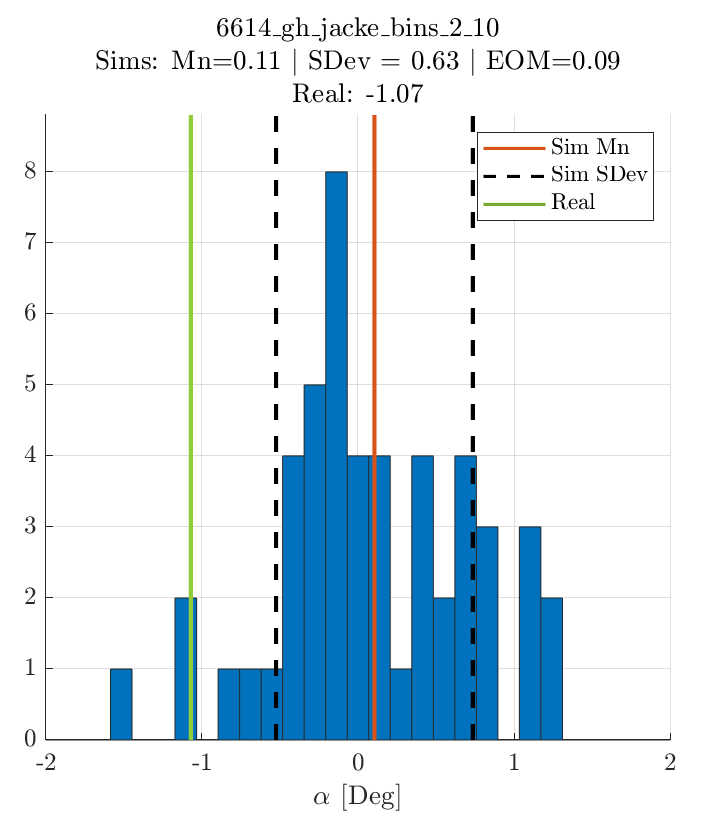 6614_gh_jacke_bins_2_10
Sims: Mn=0.11 | SDev = 0.63 | EOM=0.09
Real: -1.07
Sim Mn
Sim SDev
Real
8
7
6
5
4
3
2
1
0
-2 -1 0 1 2
α [Deg]